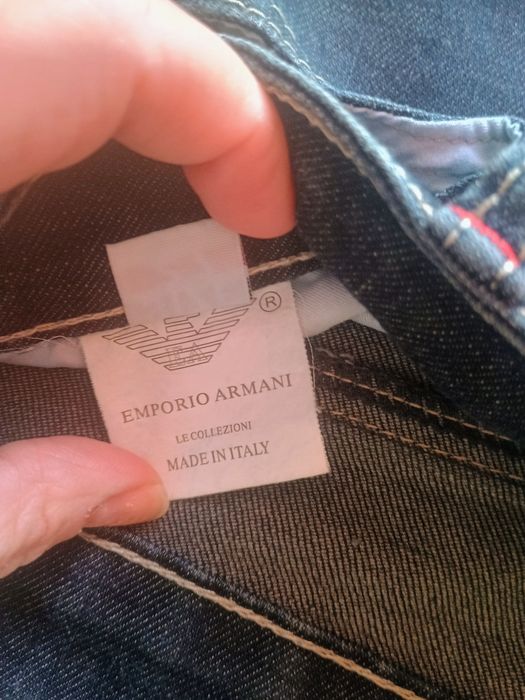 ®
EMPORIO ARMANI
LE COLLEZIONI
MADE IN ITALY